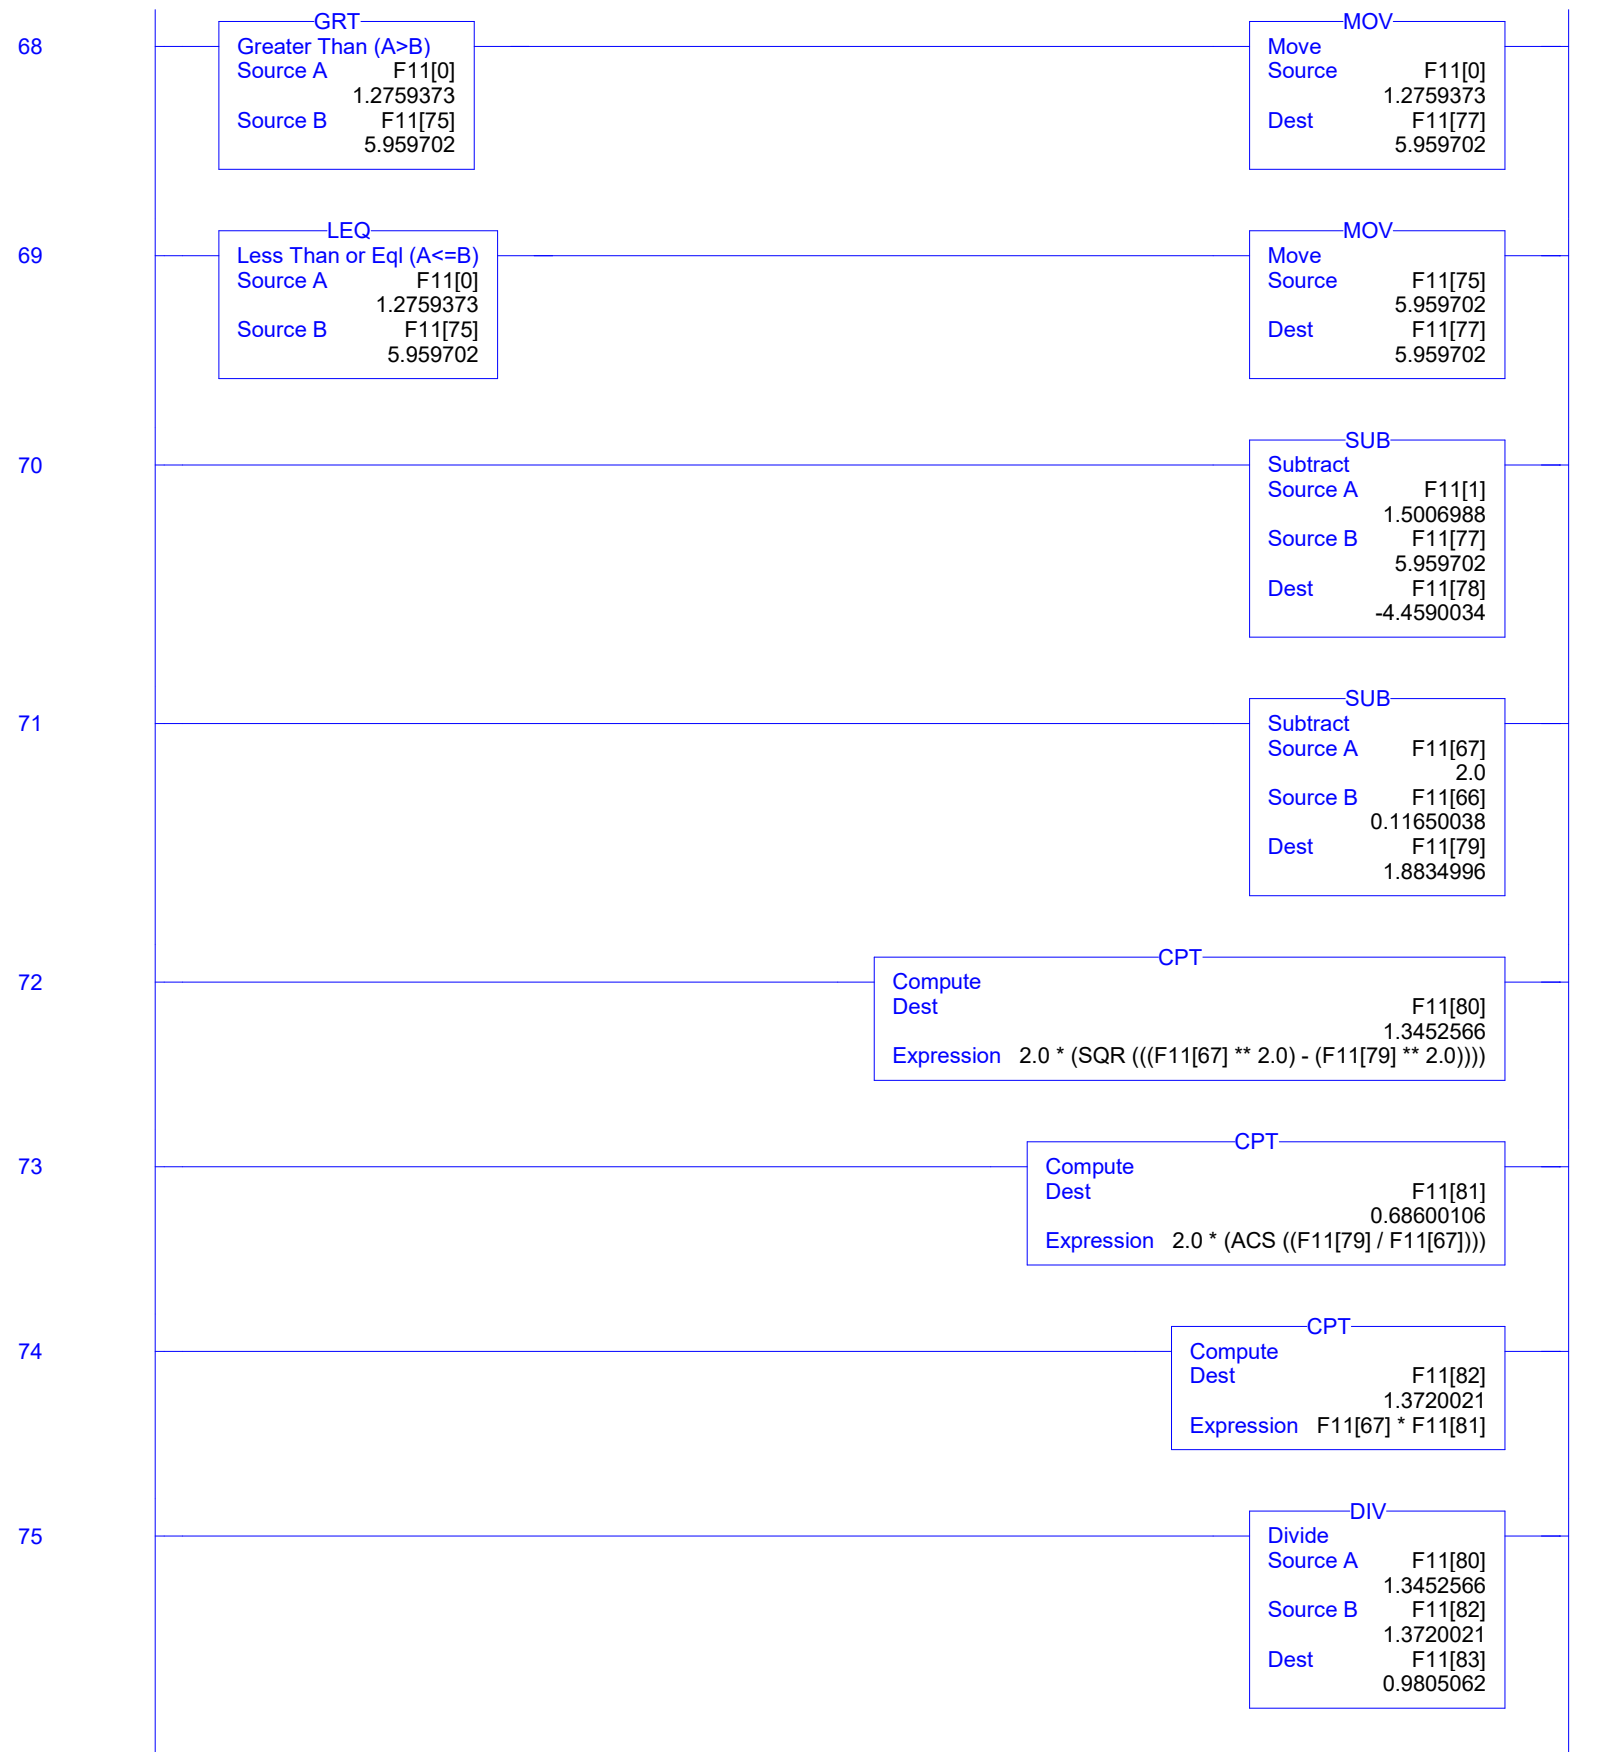 68
GRT
Greater Than (A>B)
Source A F11[0]
1.2759373
Source B F11[75]
5.959702
MOV
Move
Source F11[0]
1.2759373
Dest F11[77]
5.959702
69
LEQ
Less Than or Eql (A<=B)
Source A F11[0]
1.2759373
Source B F11[75]
5.959702
MOV
Move
Source F11[75]
5.959702
Dest F11[77]
5.959702
70
SUB
Subtract
Source A F11[1]
1.5006988
Source B F11[77]
5.959702
Dest F11[78]
-4.4590034
71
SUB
Subtract
Source A F11[67]
2.0
Source B F11[66]
0.11650038
Dest F11[79]
1.8834996
72
CPT
Compute
Dest F11[80]
1.3452566
Expression 2.0 * (SQR (((F11[67] ** 2.0) - (F11[79] ** 2.0))))
73
CPT
Compute
Dest F11[81]
0.68600106
Expression 2.0 * (ACS ((F11[79] / F11[67])))
74
CPT
Compute
Dest F11[82]
1.3720021
Expression F11[67] * F11[81]
75
DIV
Divide
Source A F11[80]
1.3452566
Source B F11[82]
1.3720021
Dest F11[83]
0.9805062